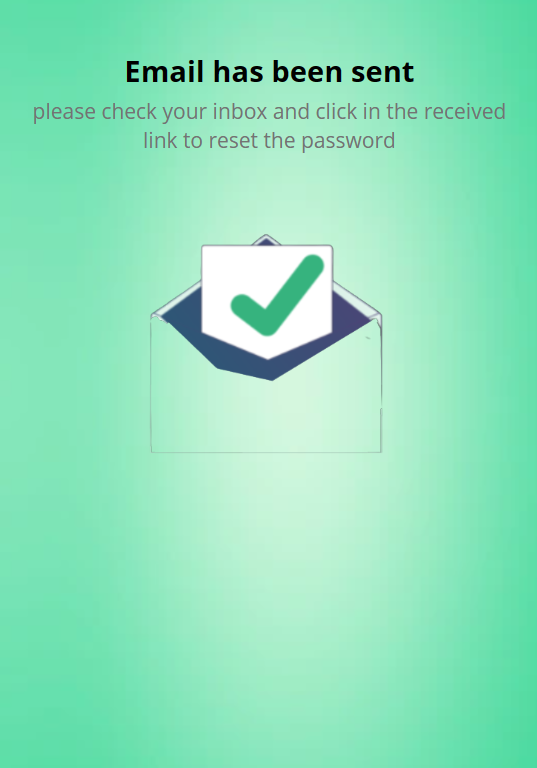 Email has been sent
please check your inbox and click in the received
link to reset the password